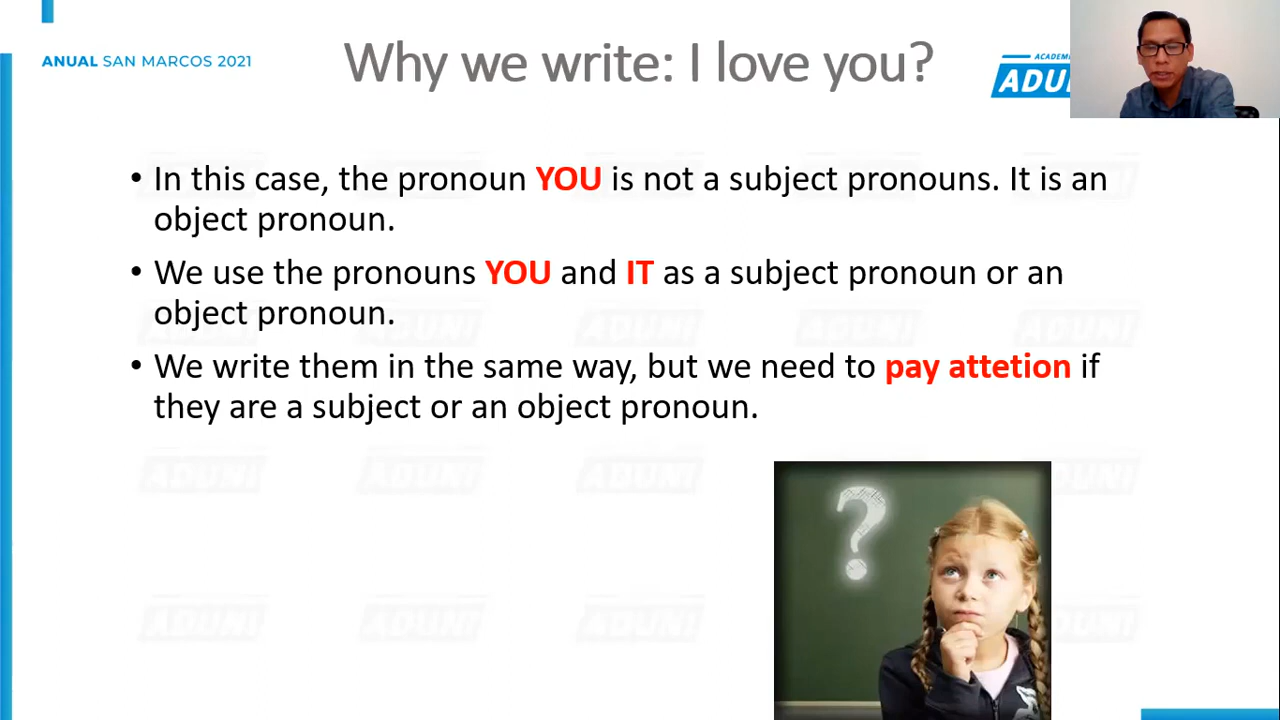 ANUAL SAN MARCOS 2021
Why we write: I love you?
• In this case, the pronoun YOU is not a subject pronouns. It is an
object pronoun.
• We use the pronouns YOU and IT as a subject pronoun or an
object pronoun.
• We write them in the same way, but we need to pay attetion if
they are a subject or an object pronoun.
?